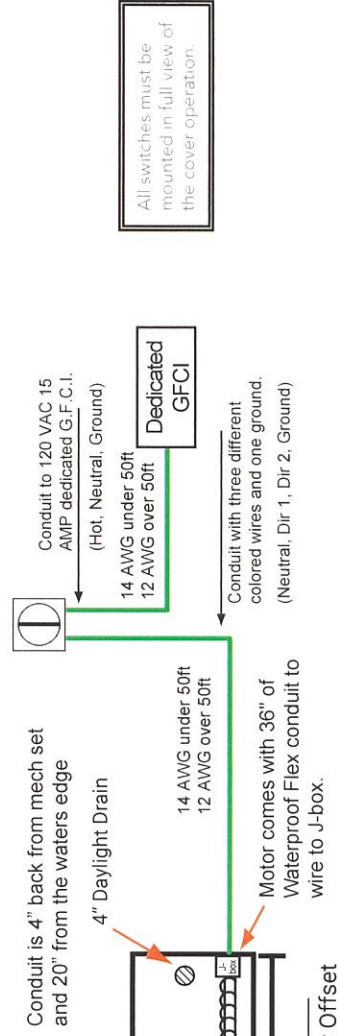 All switches must be
mounted in full view of
the cover operation.
Conduit to 120 VAC 15
AMP dedicated G.F.C.I.
(Hot, Neutral, Ground)
14 AWG under 50ft
12 AWG over 50ft
Dedicated
GFCI
Conduit with three different
colored wires and one ground.
(Neutral, Dir 1, Dir 2, Ground)
Conduit is 4" back from mech set
and 20" from the waters edge
4" Daylight Drain
14 AWG under 50ft
12 AWG over 50ft
J-
box
Motor comes with 36" of
Waterproof Flex conduit to
wire to J-box.
Offset